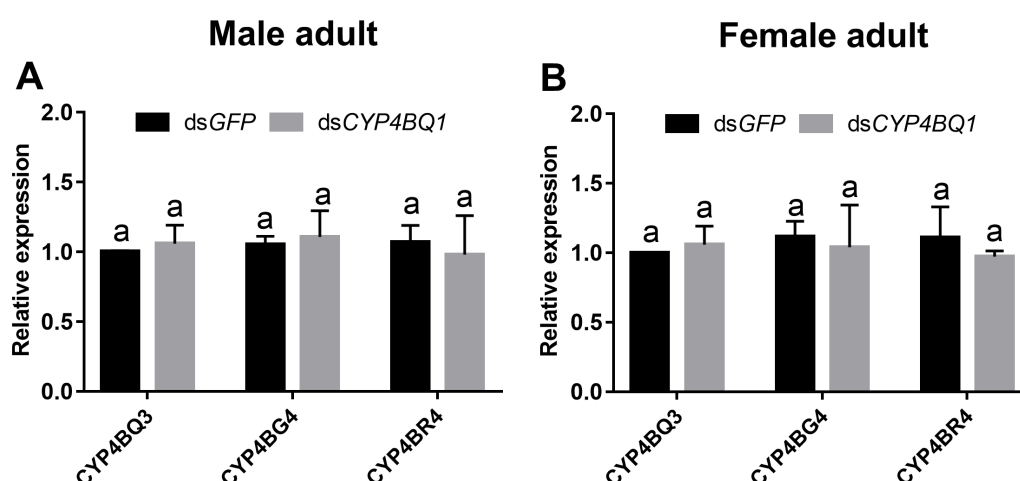 Male adult
Female adult
A
dsGFP dsCYP4BQ1
Relative expression
2.0
1.5
1.0
0.5
0.0
a a a a a a
CYP4BQ3 CYP4BG4 CYP4BR4
B
dsGFP dsCYP4BQ1
Relative expression
2.0
1.5
1.0
0.5
0.0
a a a a a a
CYP4BQ3 CYP4BG4 CYP4BR4